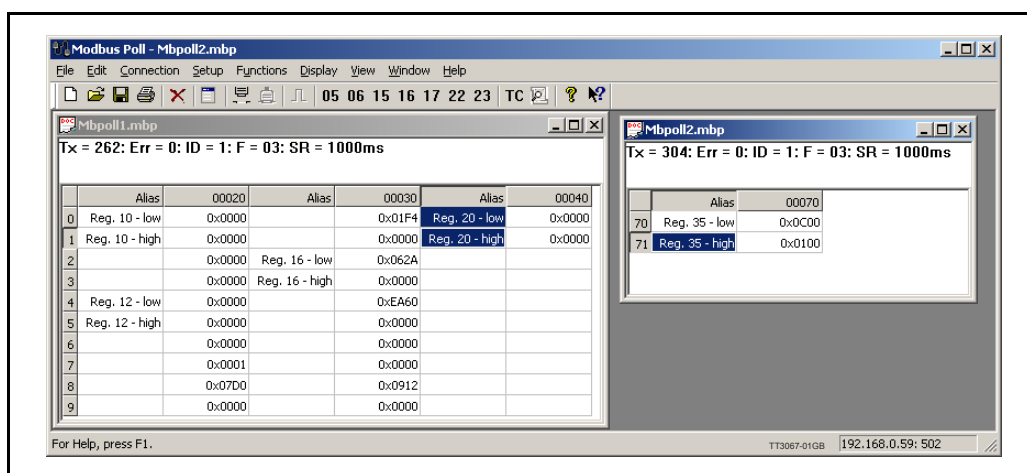 Modbus Poll - Mbpoll2.mbp
File Edit Connection Setup Functions Display View Window Help
05 06 15 16 17 22 23 TC
Mbpoll1.mbp
Tx = 262: Err = 0: ID = 1: F = 03: SR = 1000ms
Alias 00020 Alias 00030 Alias 00040
0 Reg. 10 - low 0x0000 0x01F4 Reg. 20 - low 0x0000
1 Reg. 10 - high 0x0000 0x0000 Reg. 20 - high 0x0000
2 0x0000 Reg. 16 - low 0x062A
3 0x0000 Reg. 16 - high 0x0000
4 Reg. 12 - low 0x0000 0xEA60
5 Reg. 12 - high 0x0000 0x0000
6 0x0000 0x0000
7 0x0001 0x0000
8 0x07D0 0x0912
9 0x0000 0x0000
Mbpoll2.mbp
Tx = 304: Err = 0: ID = 1: F = 03: SR = 1000ms
Alias 00070
70 Reg. 35 - low 0x0C00
71 Reg. 35 - high 0x0100
For Help, press F1.
TT3067-01GB
192.168.0.59: 502